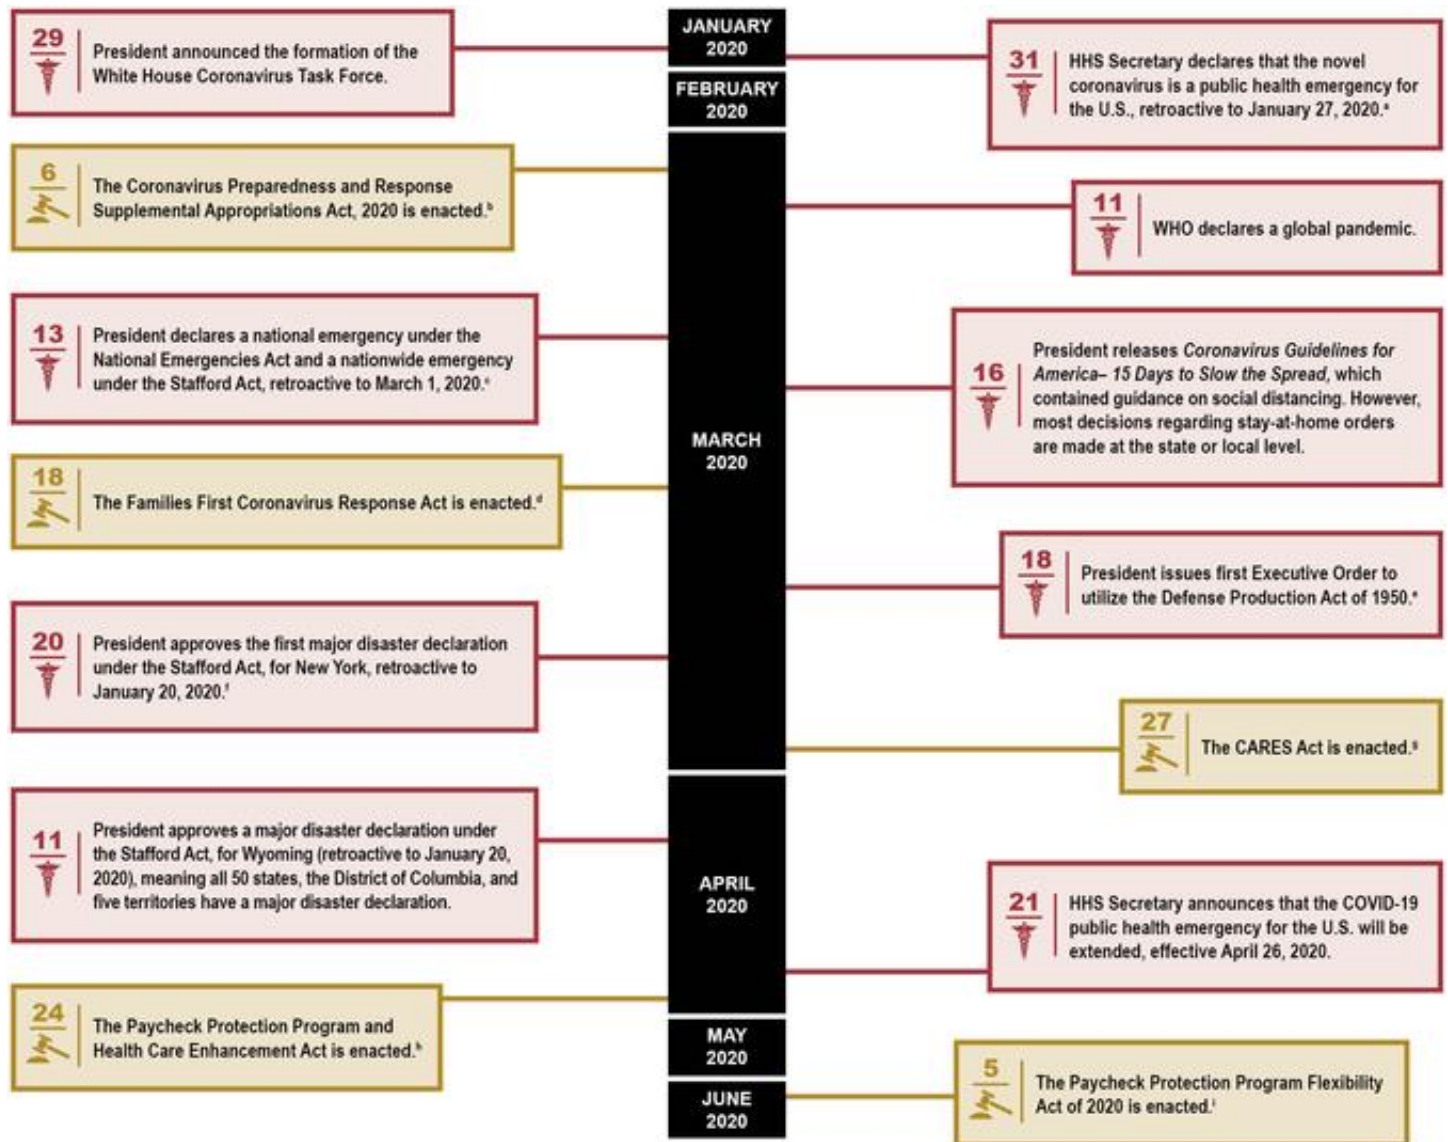 JANUARY
2020
29
President announced the formation of the
White House Coronavirus Task Force.
31
HHS Secretary declares that the novel
coronavirus is a public health emergency for
the U.S., retroactive to January 27, 2020.ᵃ
FEBRUARY
2020
MARCH
2020
6
The Coronavirus Preparedness and Response
Supplemental Appropriations Act, 2020 is enacted.ᵇ
11
WHO declares a global pandemic.
13
President declares a national emergency under the
National Emergencies Act and a nationwide emergency
under the Stafford Act, retroactive to March 1, 2020.ᶜ
16
President releases Coronavirus Guidelines for
America– 15 Days to Slow the Spread, which
contained guidance on social distancing. However,
most decisions regarding stay-at-home orders
are made at the state or local level.
18
The Families First Coronavirus Response Act is enacted.ᵈ
18
President issues first Executive Order to
utilize the Defense Production Act of 1950.ᵉ
20
President approves the first major disaster declaration
under the Stafford Act, for New York, retroactive to
January 20, 2020.ᶠ
27
The CARES Act is enacted.ᵍ
APRIL
2020
11
President approves a major disaster declaration under
the Stafford Act, for Wyoming (retroactive to January 20,
2020), meaning all 50 states, the District of Columbia, and
five territories have a major disaster declaration.
21
HHS Secretary announces that the COVID-19
public health emergency for the U.S. will be
extended, effective April 26, 2020.
24
The Paycheck Protection Program and
Health Care Enhancement Act is enacted.ʰ
MAY
2020
JUNE
2020
5
The Paycheck Protection Program Flexibility
Act of 2020 is enacted.ⁱ